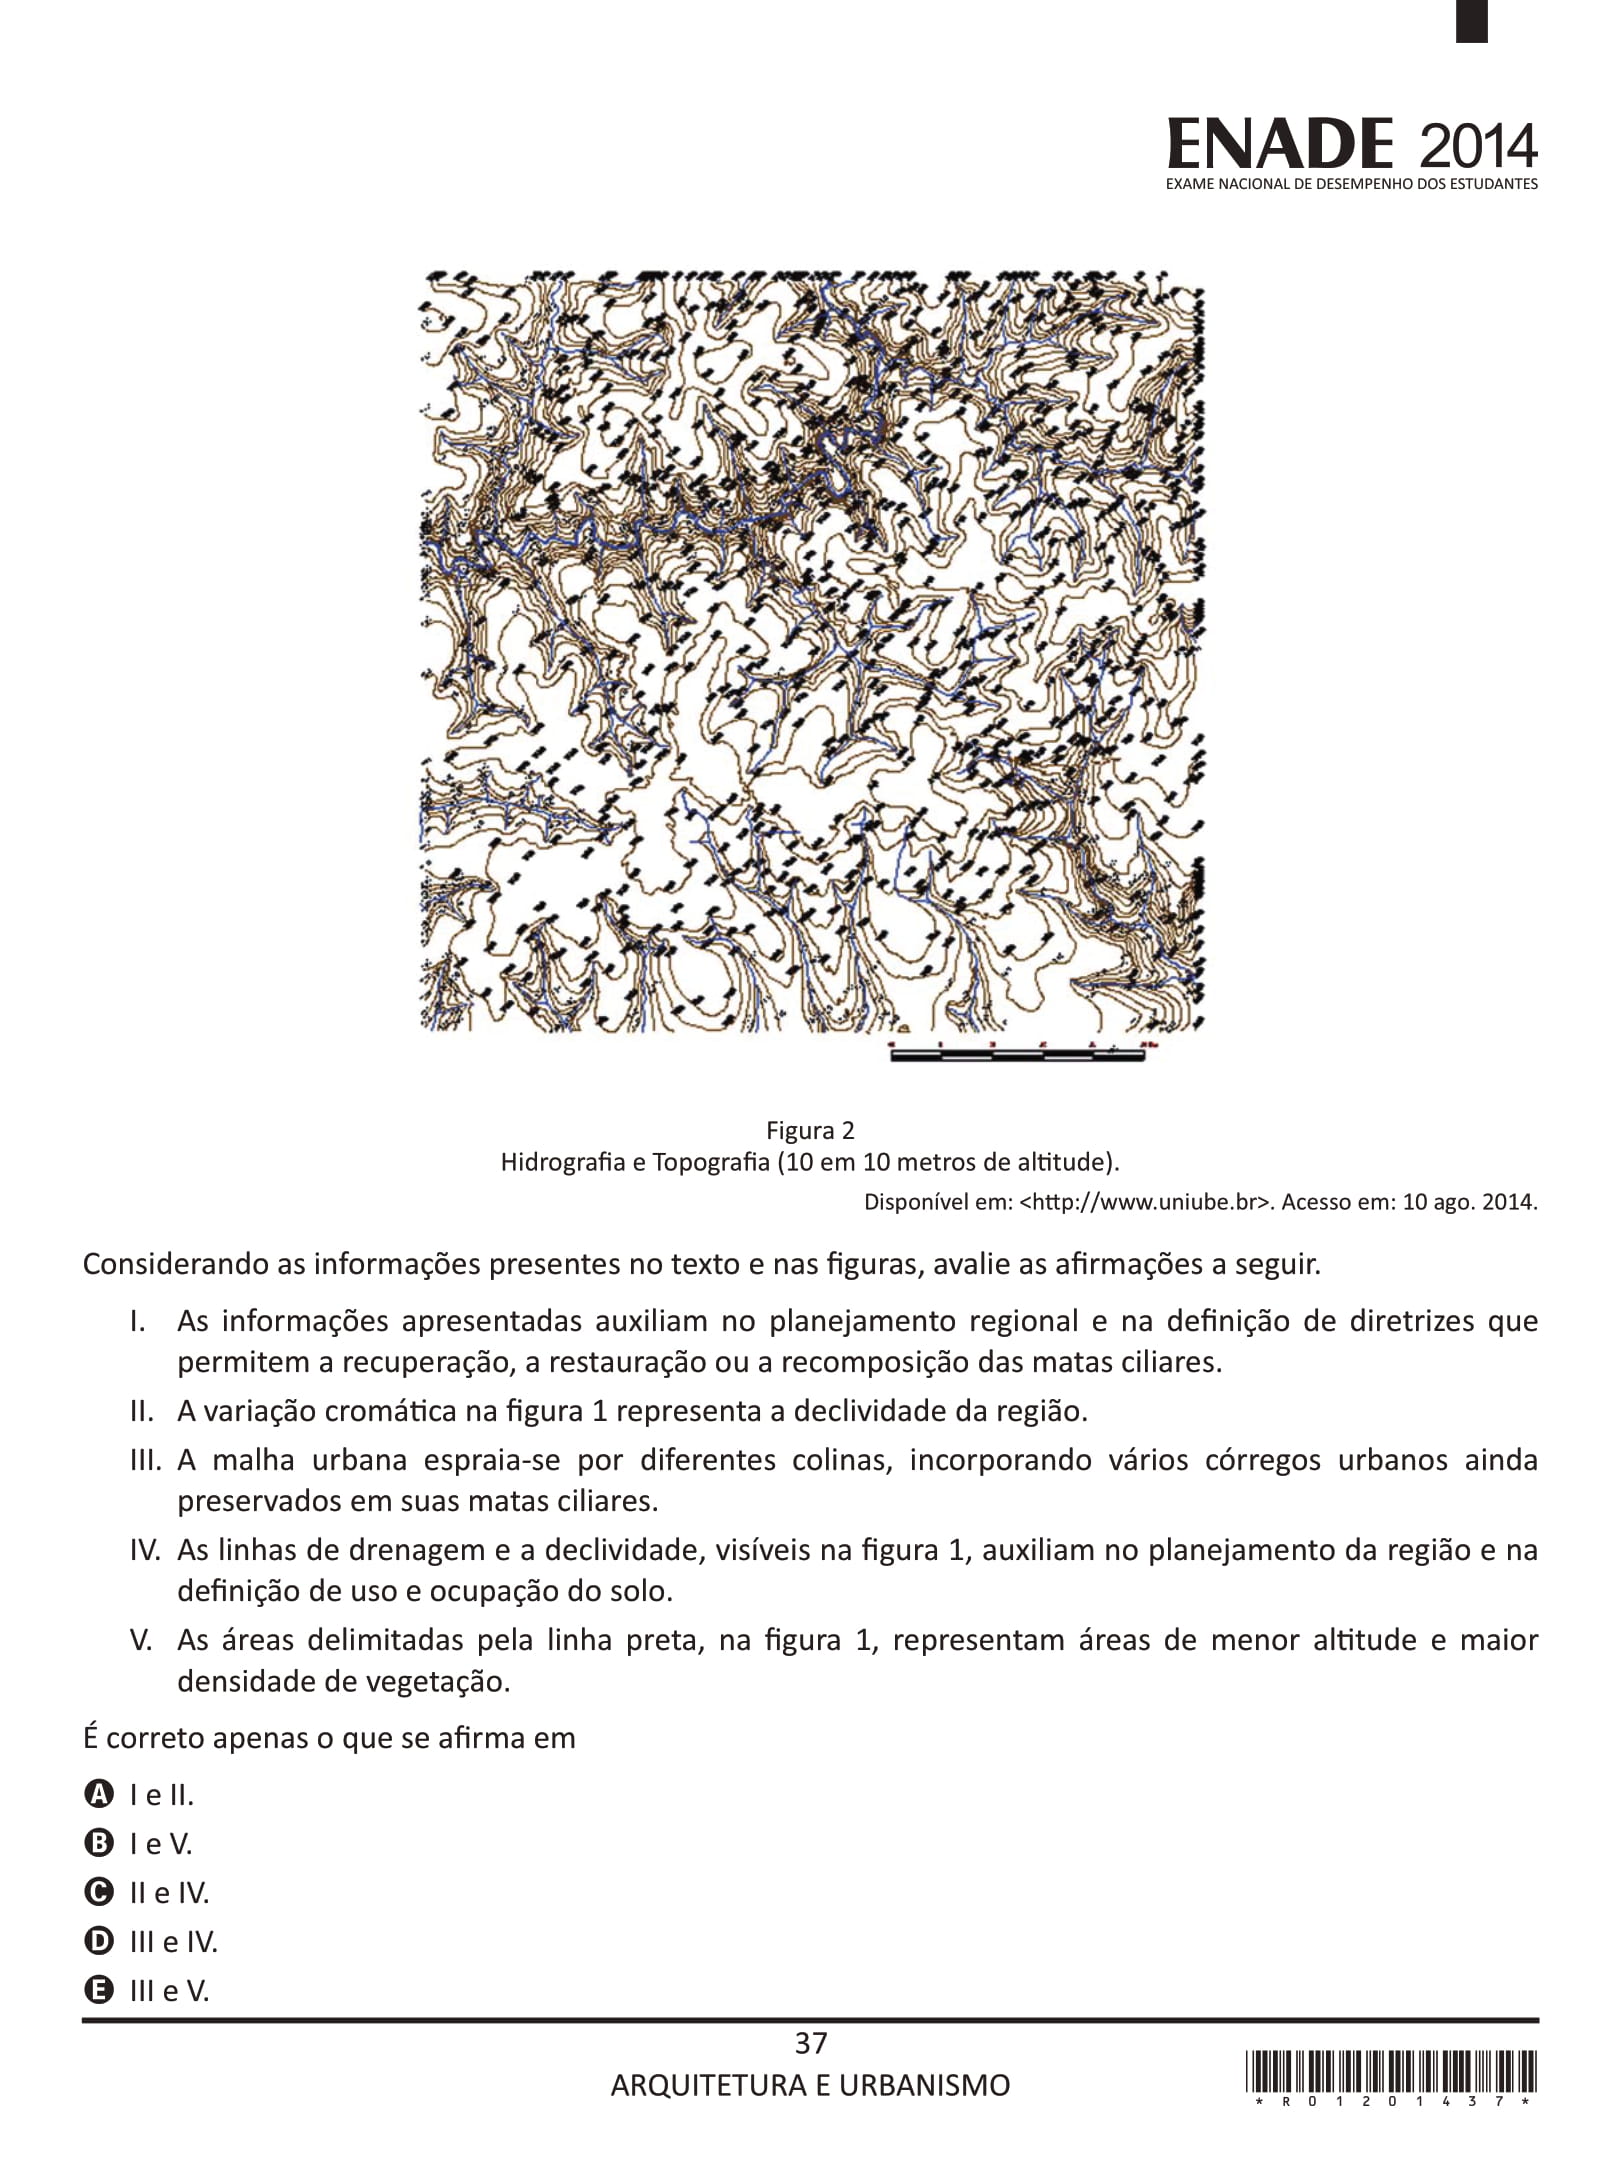 ENADE 2014
EXAME NACIONAL DE DESEMPENHO DOS ESTUDANTES
Figura 2
Hidrografia e Topografia (10 em 10 metros de altitude).
Disponível em: <http://www.uniube.br>. Acesso em: 10 ago. 2014.
Considerando as informações presentes no texto e nas figuras, avalie as afirmações a seguir.
I. As informações apresentadas auxiliam no planejamento regional e na definição de diretrizes que
permitem a recuperação, a restauração ou a recomposição das matas ciliares.
II. A variação cromática na figura 1 representa a declividade da região.
III. A malha urbana espraia-se por diferentes colinas, incorporando vários córregos urbanos ainda
preservados em suas matas ciliares.
IV. As linhas de drenagem e a declividade, visíveis na figura 1, auxiliam no planejamento da região e na
definição de uso e ocupação do solo.
V. As áreas delimitadas pela linha preta, na figura 1, representam áreas de menor altitude e maior
densidade de vegetação.
É correto apenas o que se afirma em
A I e II.
B I e V.
C II e IV.
D III e IV.
E III e V.
37
ARQUITETURA E URBANISMO
* R 0 1 2 0 1 4 3 7 *